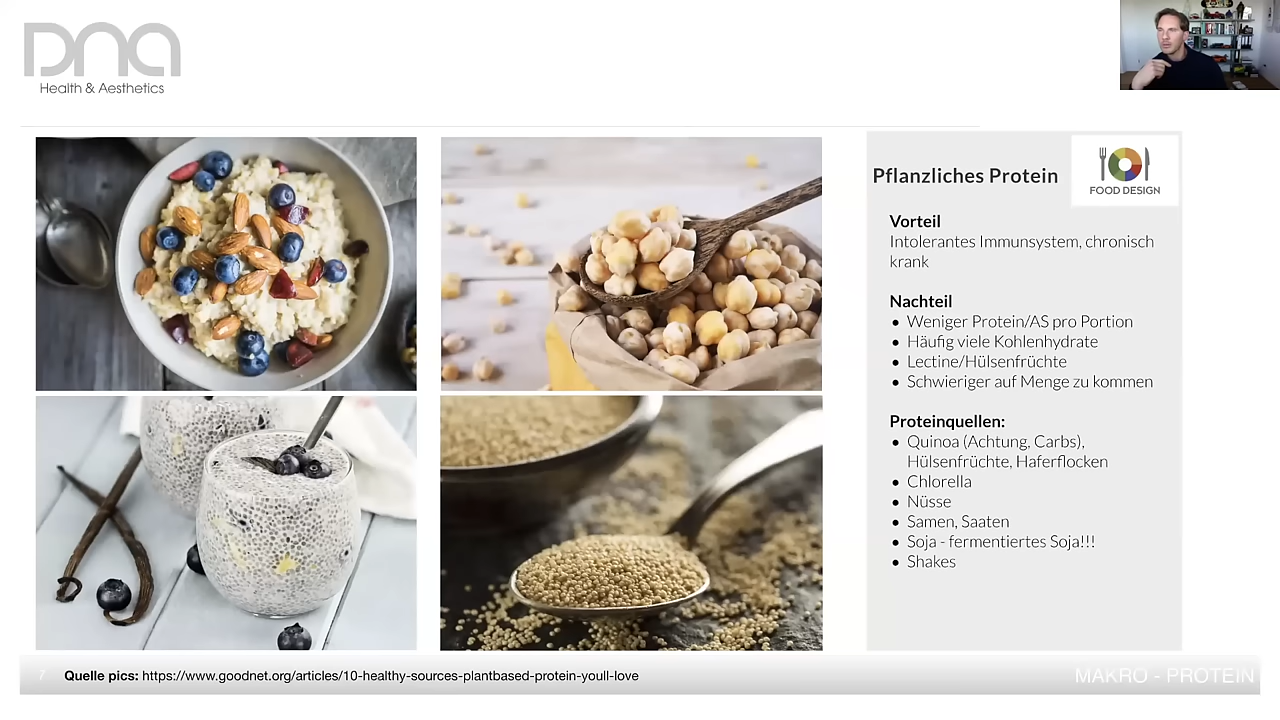 DNA
Health & Aesthetics
Pflanzliches Protein
FOOD DESIGN
Vorteil
Intolerantes Immunsystem, chronisch
krank
Nachteil
• Weniger Protein/AS pro Portion
• Häufig viele Kohlenhydrate
• Lectine/Hülsenfrüchte
• Schwieriger auf Menge zu kommen
Proteinquellen:
• Quinoa (Achtung, Carbs),
Hülsenfrüchte, Haferflocken
• Chlorella
• Nüsse
• Samen, Saaten
• Soja - fermentiertes Soja!!!
• Shakes
7
Quelle pics: https://www.goodnet.org/articles/10-healthy-sources-plantbased-protein-youll-love
MAKRO - PROTEIN